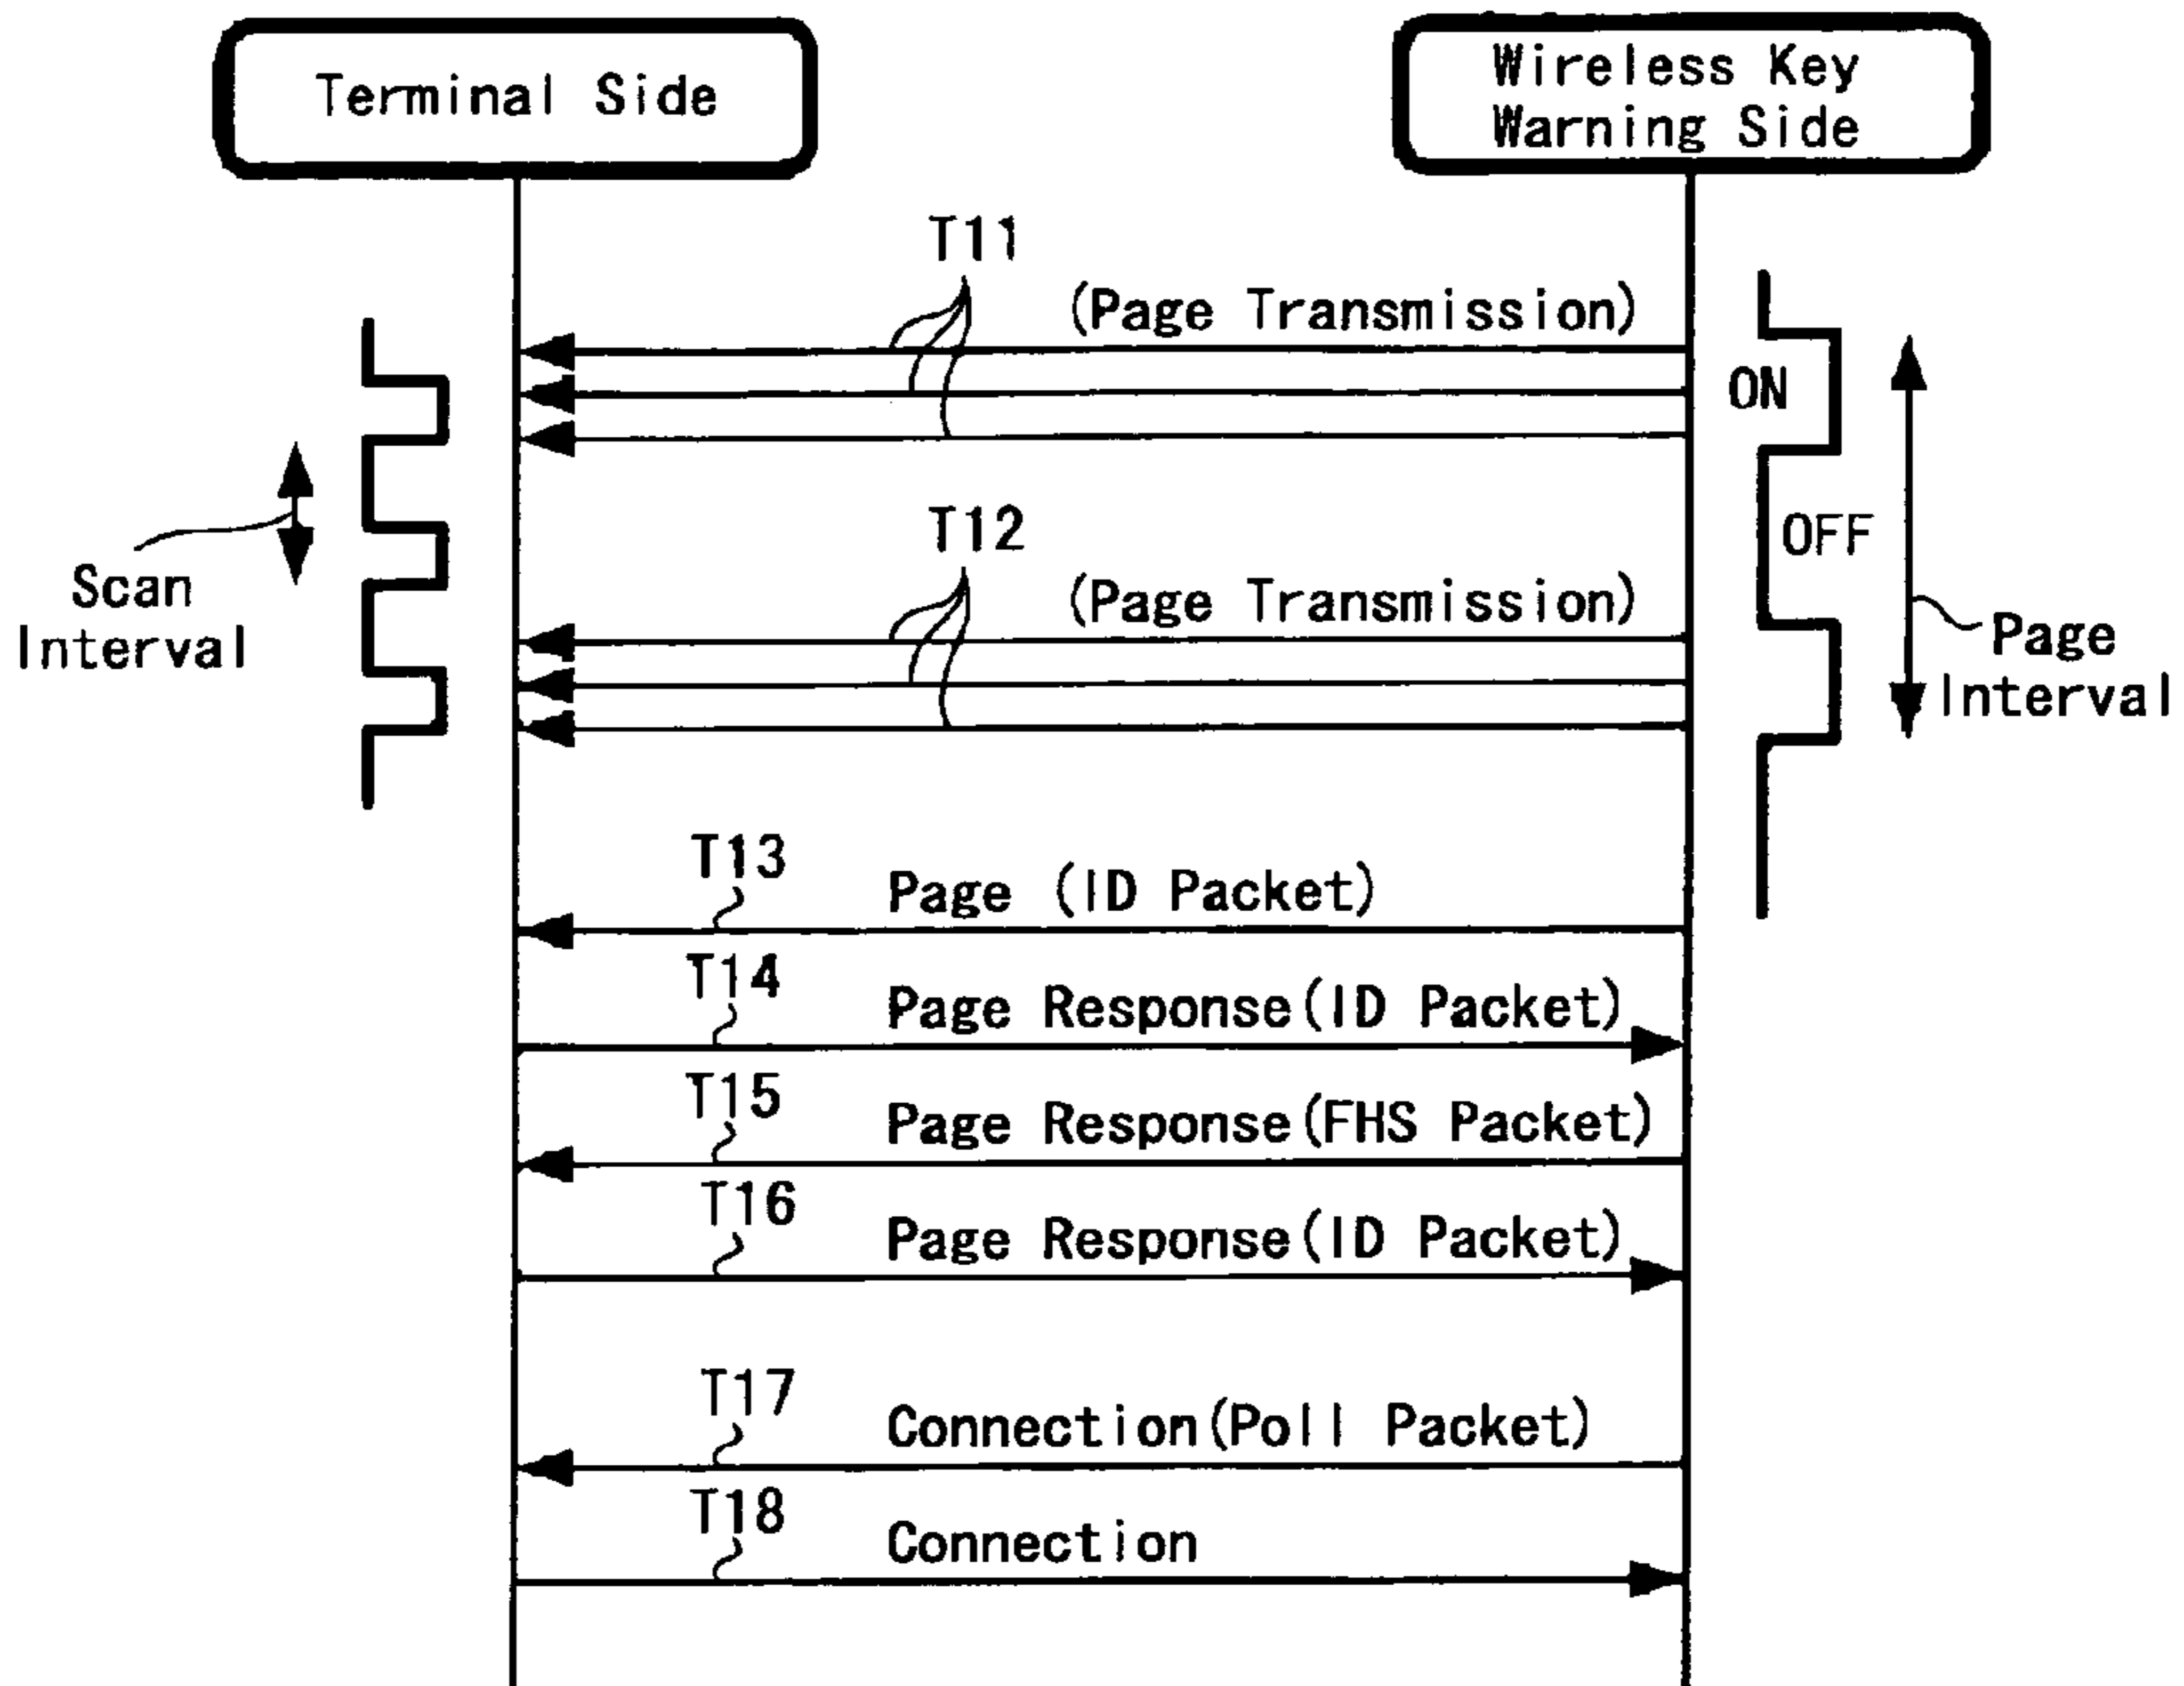 Terminal Side
Wireless Key
Warning Side
T11
(Page Transmission)
ON
T12
OFF
(Page Transmission)
Scan
Interval
Page
Interval
T13
Page (ID Packet)
T14
Page Response(ID Packet)
T15
Page Response(FHS Packet)
T16
Page Response(ID Packet)
T17
Connection(Poll Packet)
T18
Connection